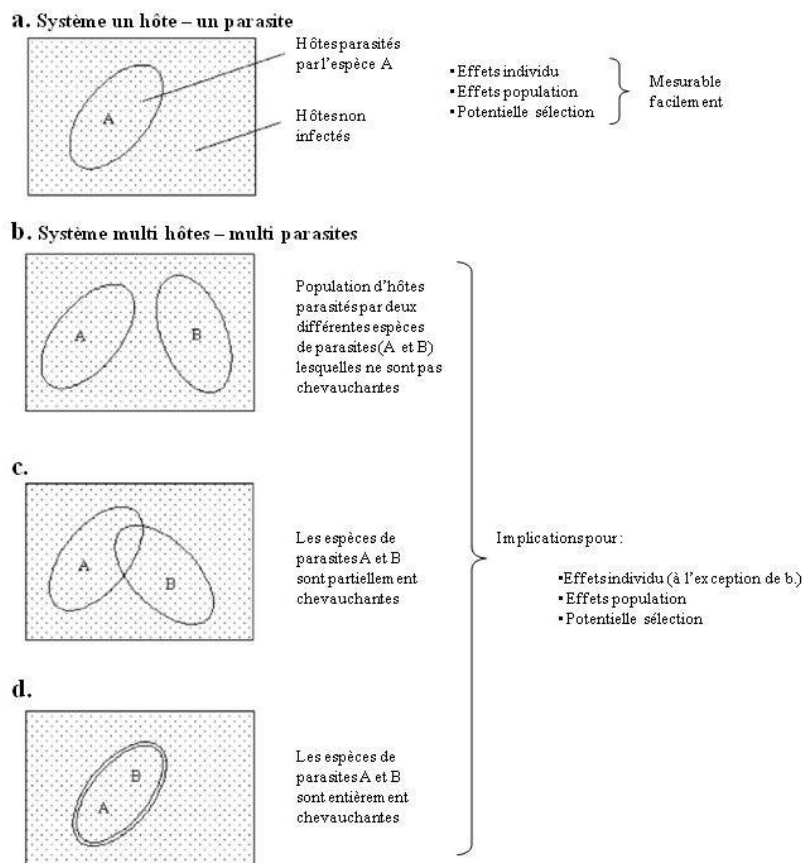 a. Système un hôte – un parasite
Hôtes parasités
par l'espèce A
A
Hôtes non
infectés
▪Effets individu
▪Effets population
▪Potentielle sélection
Mesurable
facilement
b. Système multi hôtes – multi parasites
A
B
Population d'hôtes
parasités par deux
différentes espèces
de parasites (A et B)
lesquelles ne sont pas
chevauchantes
c.
A
B
Les espèces de
parasites A et B
sont partiellement
chevauchantes
Implications pour :
▪Effets individu (à l'exception de b.)
▪Effets population
▪Potentielle sélection
d.
B
A
Les espèces de
parasites A et B
sont entièrement
chevauchantes